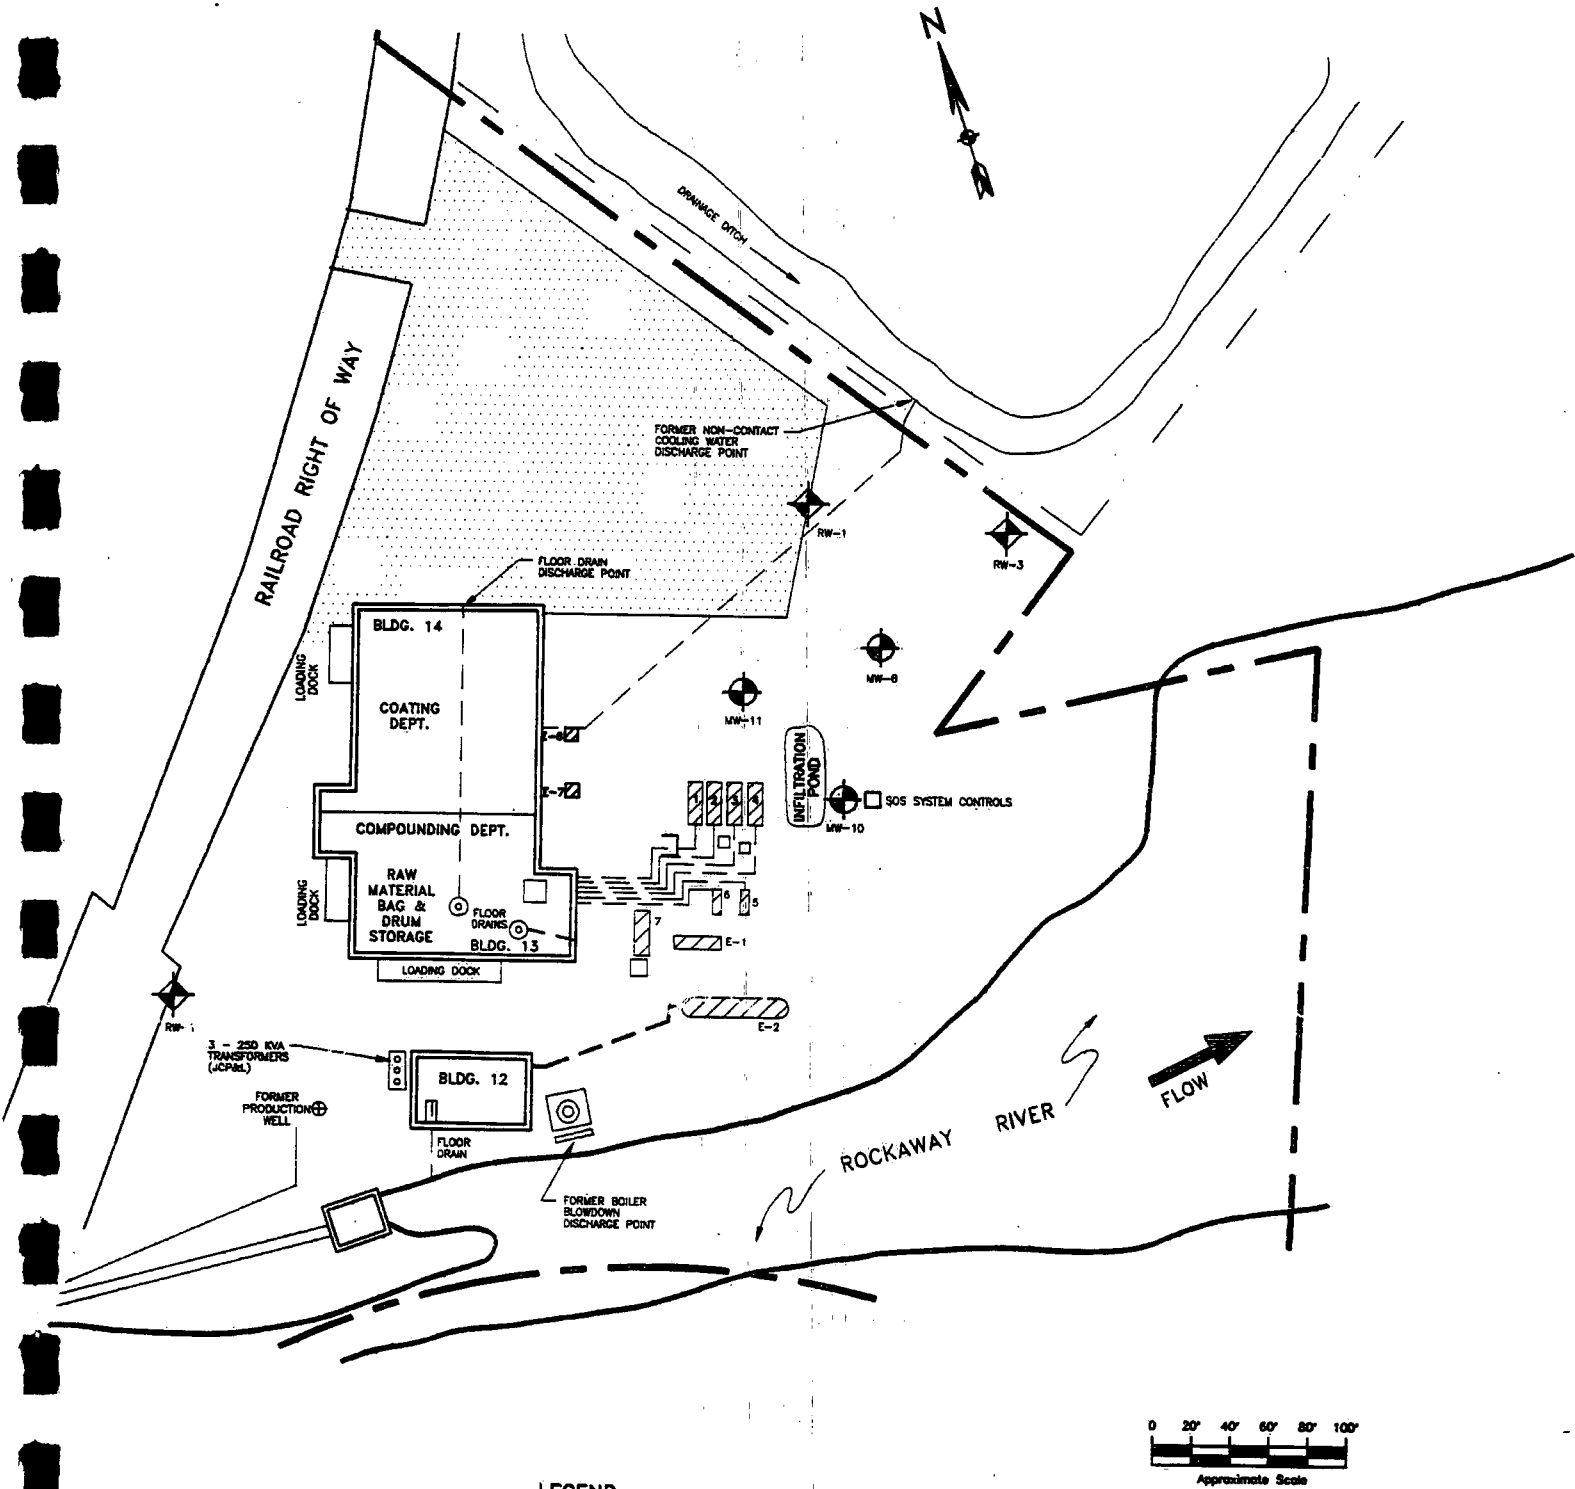 N
DRAINAGE DITCH
RAILROAD RIGHT OF WAY
FORMER NON-CONTACT
COOLING WATER
DISCHARGE POINT
RW-1
RW-3
FLOOR DRAIN
DISCHARGE POINT
BLDG. 14
LOADING
DOCK
COATING
DEPT.
MW-11
E-7
INFILTRATION
POND
1
2
3
4
SOS SYSTEM CONTROLS
MW-10
COMPOUNDING DEPT.
RAW
MATERIAL
BAG &
DRUM
STORAGE
LOADING
DOCK
FLOOR
DRAINS
BLDG. 13
6
5
7
E-1
LOADING DOCK
E-2
3 - 250 KVA
TRANSFORMERS
(JCP&L)
BLDG. 12
FORMER
PRODUCTION
WELL
FLOOR
DRAIN
FORMER BOILER
BLOWDOWN
DISCHARGE POINT
ROCKAWAY RIVER
FLOW
0 20' 40' 60' 80' 100'
Approximate Scale
LEGEND